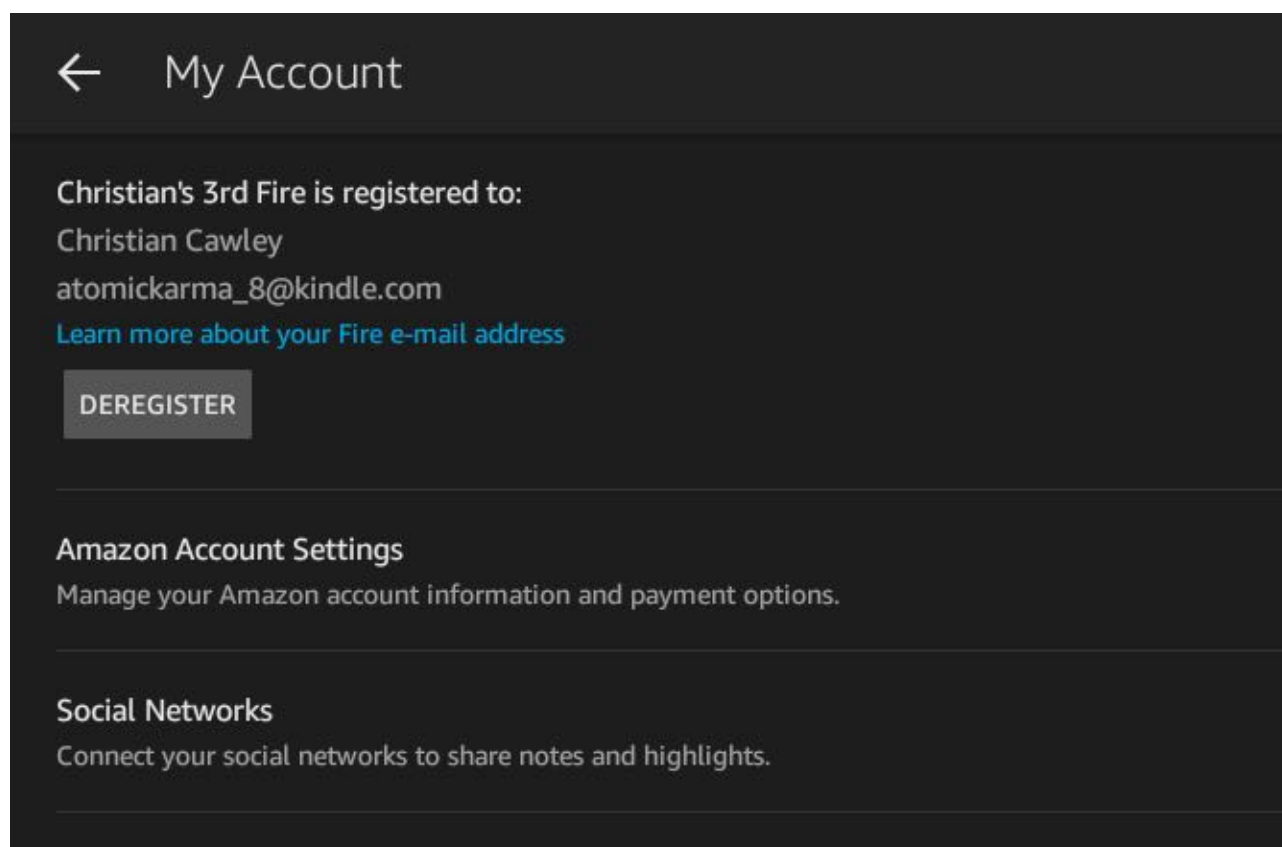 My Account
Christian's 3rd Fire is registered to:
Christian Cawley
atomickarma_8@kindle.com
Learn more about your Fire e-mail address
DEREGISTER
Amazon Account Settings
Manage your Amazon account information and payment options.
Social Networks
Connect your social networks to share notes and highlights.